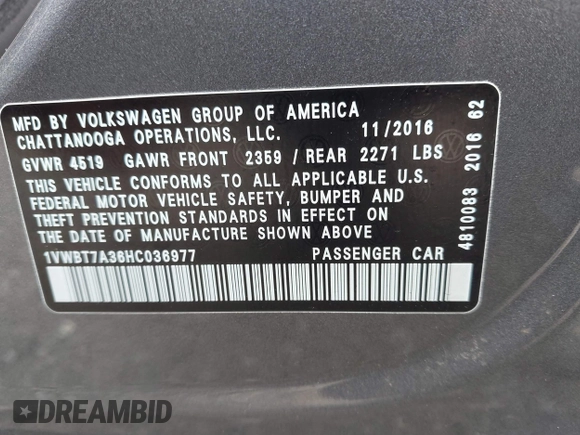 MFD BY VOLKSWAGEN GROUP OF AMERICA
CHATTANOOGA OPERATIONS, LLC. 11/2016
GVWR 4519 GAWR FRONT 2359 / REAR 2271 LBS
THIS VEHICLE CONFORMS TO ALL APPLICABLE U.S.
FEDERAL MOTOR VEHICLE SAFETY, BUMPER AND
THEFT PREVENTION STANDARDS IN EFFECT ON
THE DATE OF MANUFACTURE SHOWN ABOVE
1VWBT7A36HC036977 PASSENGER CAR
4810083 2016 62
DREAMBID